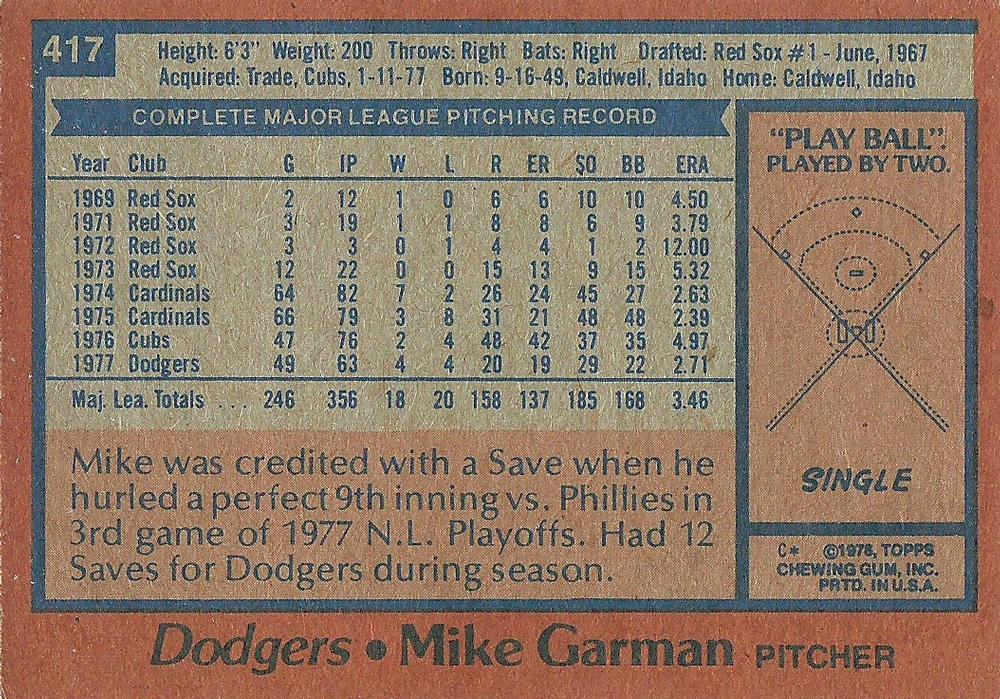 417
Height: 6'3" Weight: 200 Throws: Right Bats: Right Drafted: Red Sox #1 - June, 1967
Acquired: Trade, Cubs, 1-11-77 Born: 9-16-49, Caldwell, Idaho Home: Caldwell, Idaho
COMPLETE MAJOR LEAGUE PITCHING RECORD
Year Club G IP W L R ER SO BB ERA
1969 Red Sox 2 12 1 0 6 6 10 10 4.50
1971 Red Sox 3 19 1 1 8 8 6 9 3.79
1972 Red Sox 3 3 0 1 4 4 1 2 12.00
1973 Red Sox 12 22 0 0 15 13 9 15 5.32
1974 Cardinals 64 82 7 2 26 24 45 27 2.63
1975 Cardinals 66 79 3 8 31 21 48 48 2.39
1976 Cubs 47 76 2 4 48 42 37 35 4.97
1977 Dodgers 49 63 4 4 20 19 29 22 2.71
Maj. Lea. Totals ... 246 356 18 20 158 137 185 168 3.46
Mike was credited with a Save when he
hurled a perfect 9th inning vs. Phillies in
3rd game of 1977 N.L. Playoffs. Had 12
Saves for Dodgers during season.
"PLAY BALL".
PLAYED BY TWO.
SINGLE
C* ©1978, TOPPS
CHEWING GUM, INC.
PRTD. IN U.S.A.
Dodgers • Mike Garman PITCHER